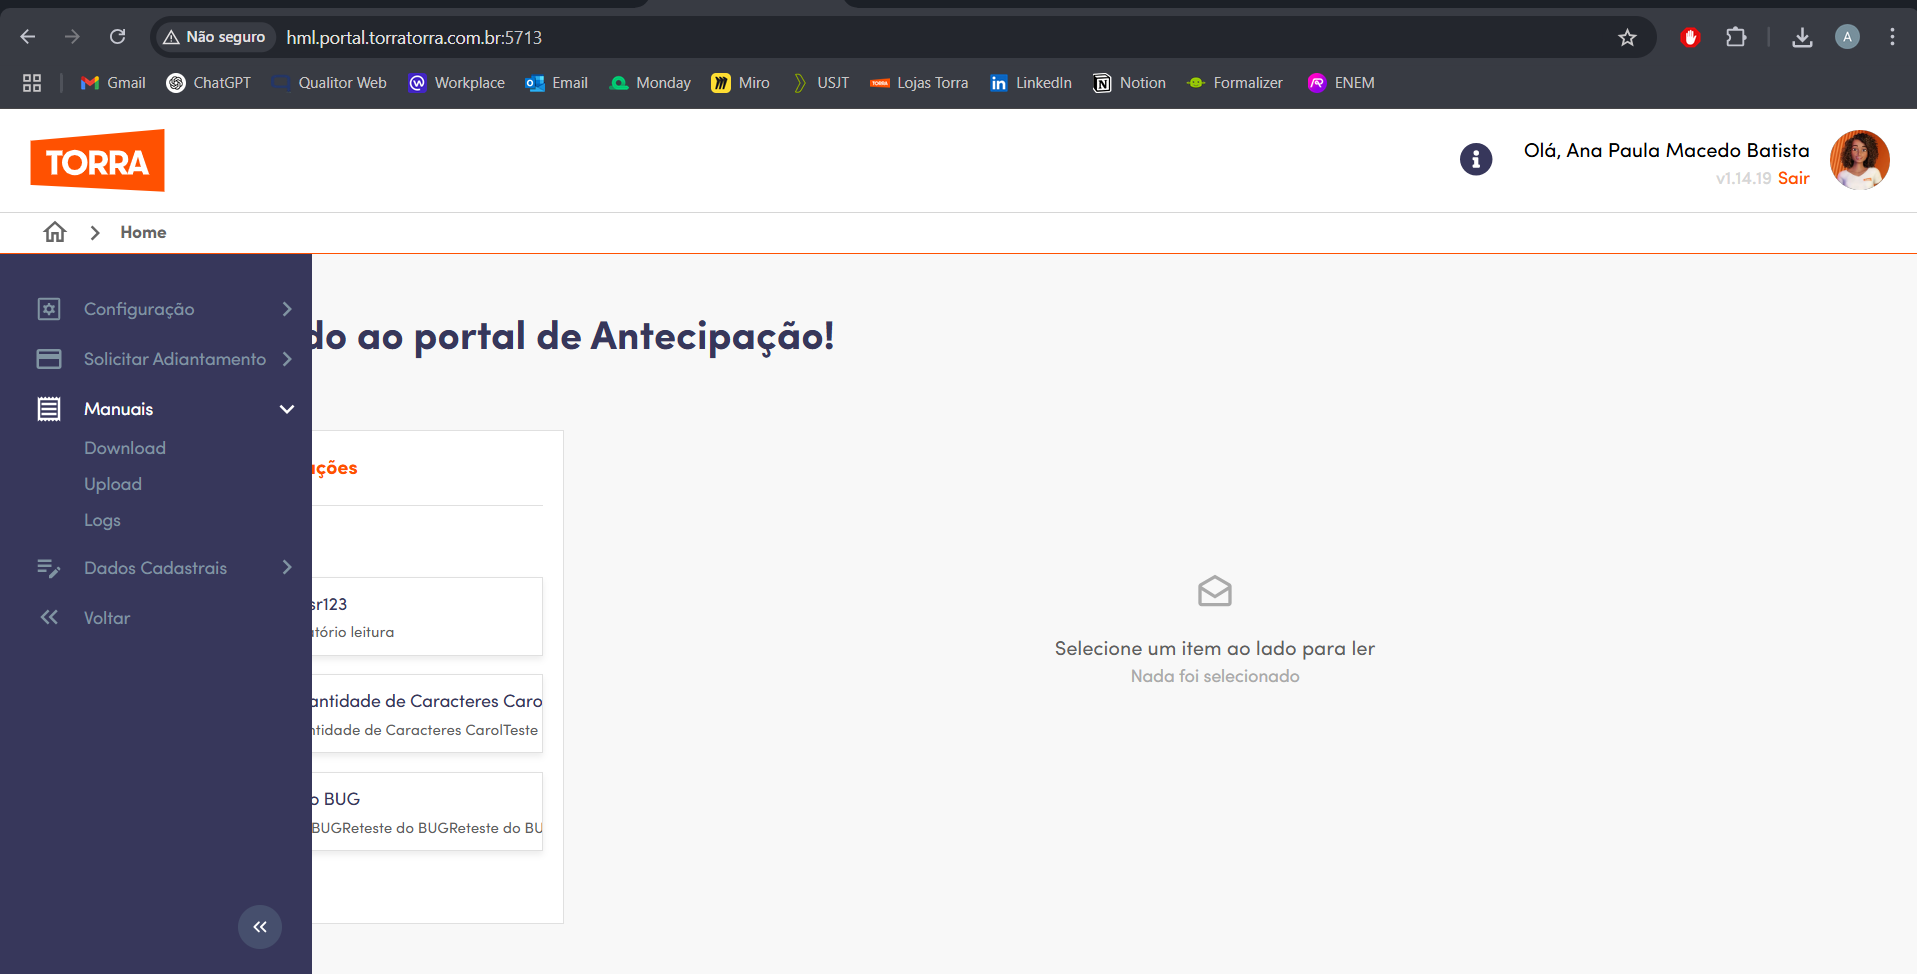 Não seguro
hml.portal.torratorra.com.br:5713
A
Gmail
ChatGPT
Qualitor Web
Workplace
Email
Monday
Miro
USJT
Lojas Torra
LinkedIn
Notion
Formalizer
ENEM
TORRA
Olá, Ana Paula Macedo Batista
v1.14.19 Sair
Home
Configuração
Solicitar Adiantamento
Manuais
Download
Upload
Logs
Dados Cadastrais
Voltar
do ao portal de Antecipação!
ações
sr123
atório leitura
antidade de Caracteres Caro
ntidade de Caracteres CarolTeste
o BUG
BUGReteste do BUGReteste do BU
Selecione um item ao lado para ler
Nada foi selecionado